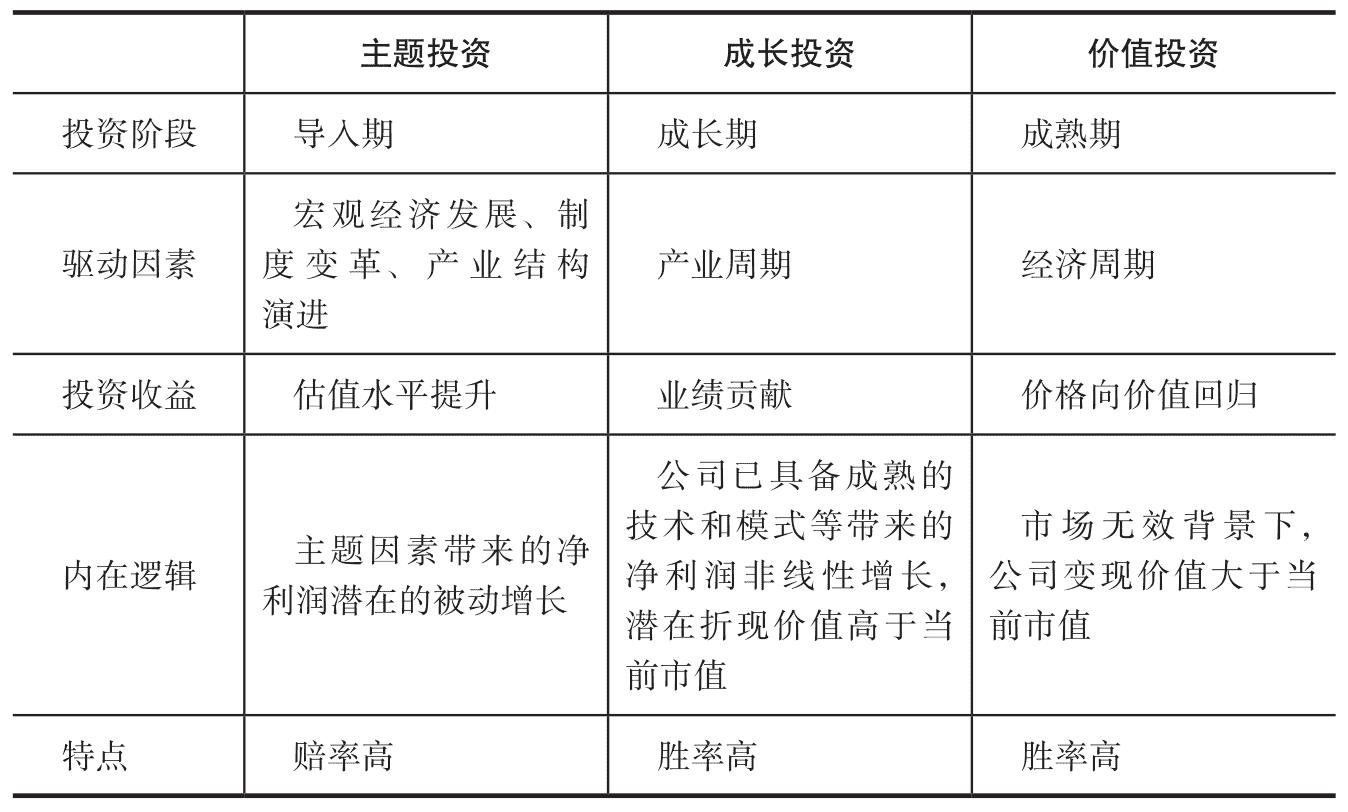 主题投资 成长投资 价值投资
投资阶段 导入期 成长期 成熟期
宏观经济发展、制
度变革、产业结构
演进
驱动因素 产业周期 经济周期
投资收益 估值水平提升 业绩贡献 价格向价值回归
内在逻辑
主题因素带来的净
利润潜在的被动增长
公司已具备成熟的
技术和模式等带来的
净利润非线性增长，
潜在折现价值高于当
前市值
市场无效背景下，
公司变现价值大于当
前市值
特点 赔率高 胜率高 胜率高